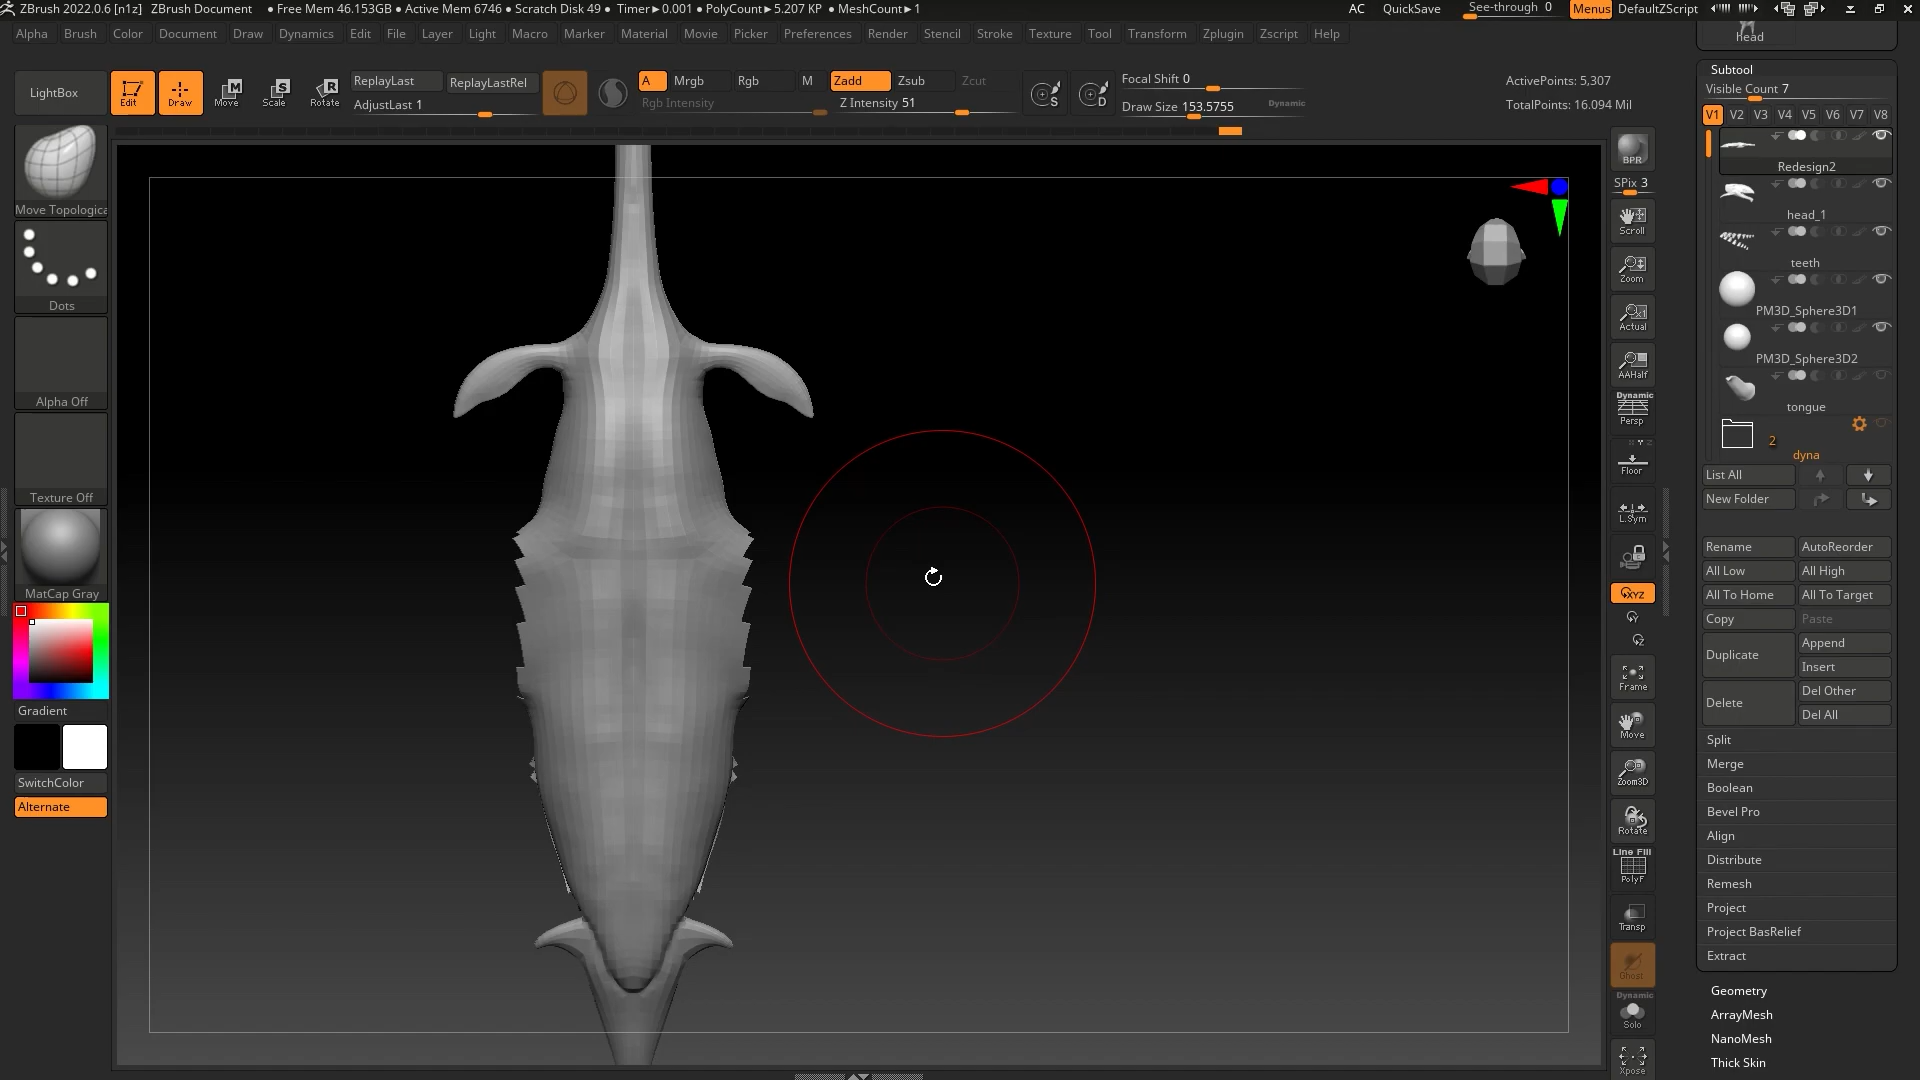 ZBrush 2022.0.6 [n1z] ZBrush Document ● Free Mem 46.153GB ● Active Mem 6746 ● Scratch Disk 49 ● Timer▶0.001 ● PolyCount▶5.207 KP ● MeshCount▶1 AC QuickSave See-through 0 Menus DefaultZScript
Alpha Brush Color Document Draw Dynamics Edit File Layer Light Macro Marker Material Movie Picker Preferences Render Stencil Stroke Texture Tool Transform Zplugin Zscript Help
head
LightBox
Edit
Draw
Move
Scale
Rotate
ReplayLast ReplayLastRel
AdjustLast 1
A Mrgb Rgb M Zadd Zsub Zcut
Rgb Intensity Z Intensity 51
S
D
Focal Shift 0
Draw Size 153.5755 Dynamic
ActivePoints: 5,307
TotalPoints: 16.094 Mil
Move Topologica
Dots
Alpha Off
Texture Off
MatCap Gray
Gradient
SwitchColor
Alternate
BPR
SPix 3
Scroll
Zoom
Actual
AAHalf
Dynamic
Persp
Floor
L.Sym
XYZ
Y
Z
Frame
Move
Zoom3D
Rotate
Line Fill
PolyF
Transp
Ghost
Dynamic
Solo
Xpose
Subtool
Visible Count 7
V1 V2 V3 V4 V5 V6 V7 V8
Redesign2
head_1
teeth
PM3D_Sphere3D1
PM3D_Sphere3D2
tongue
2
dyna
List All
New Folder
Rename AutoReorder
All Low All High
All To Home All To Target
Copy Paste
Duplicate Append
Insert
Delete Del Other
Del All
Split
Merge
Boolean
Bevel Pro
Align
Distribute
Remesh
Project
Project BasRelief
Extract
Geometry
ArrayMesh
NanoMesh
Thick Skin